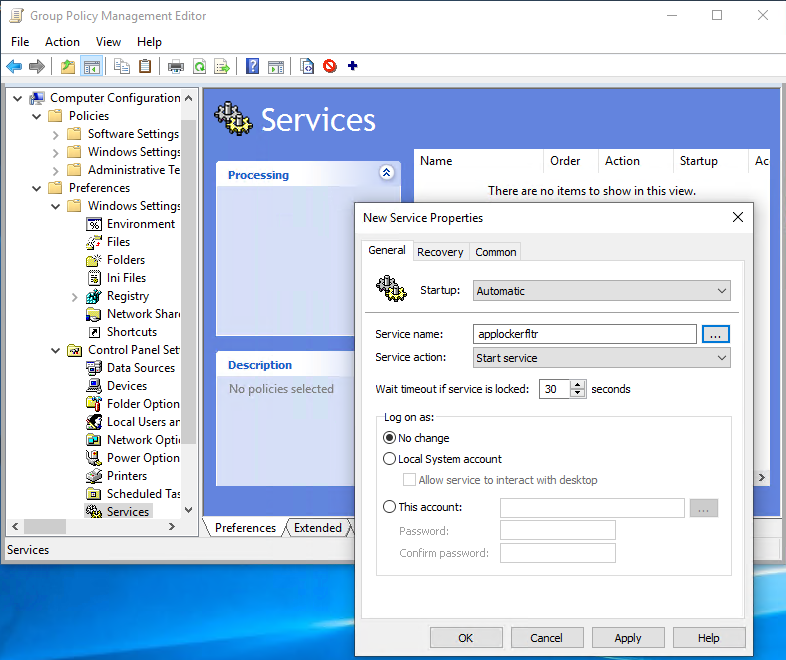 Group Policy Management Editor
File Action View Help
Computer Configuration
Policies
Software Settings
Windows Settings
Administrative Te
Preferences
Windows Settings
Environment
Files
Folders
Ini Files
Registry
Network Share
Shortcuts
Control Panel Set
Data Sources
Devices
Folder Option
Local Users an
Network Optio
Power Option
Printers
Scheduled Tas
Services
Services
Processing
Name Order Action Startup Ac
There are no items to show in this view.
Description
No policies selected
Preferences Extended
Services
New Service Properties
General Recovery Common
Startup: Automatic
Service name: applockerfltr ...
Service action: Start service
Wait timeout if service is locked: 30 seconds
Log on as:
No change
Local System account
Allow service to interact with desktop
This account: ...
Password:
Confirm password:
OK Cancel Apply Help